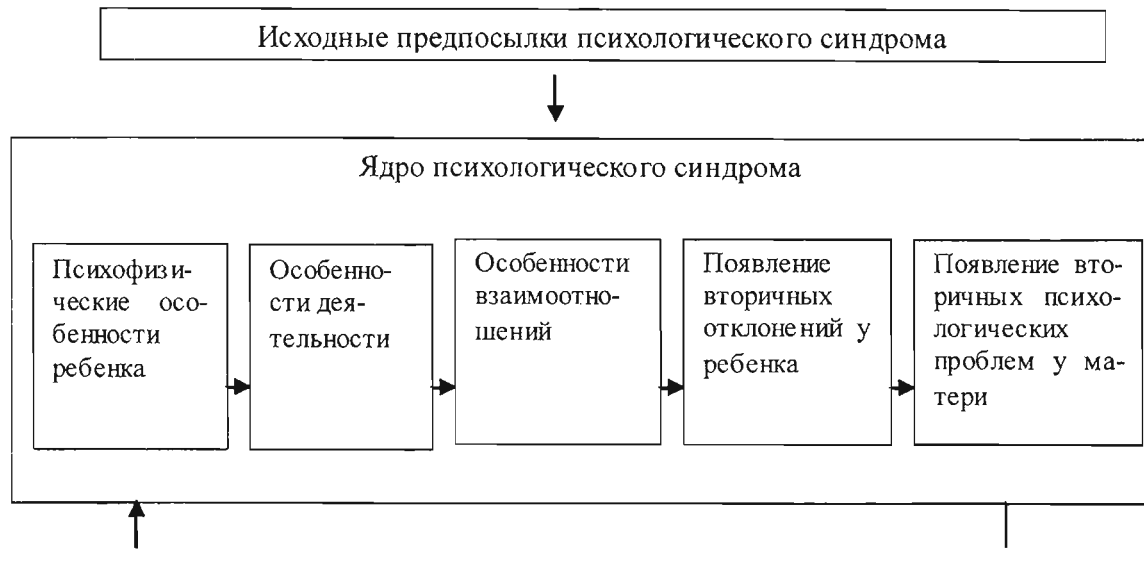 Исходные предпосылки психологического синдрома
Ядро психологического синдрома
Психофизи-
ческие осо-
бенности
ребенка
Особенно-
сти дея-
тельности
Особенности
взаимоотно-
шений
Появление
вторичных
отклонений у
ребенка
Появление вто-
ричных психо-
логических
проблем у ма-
тери